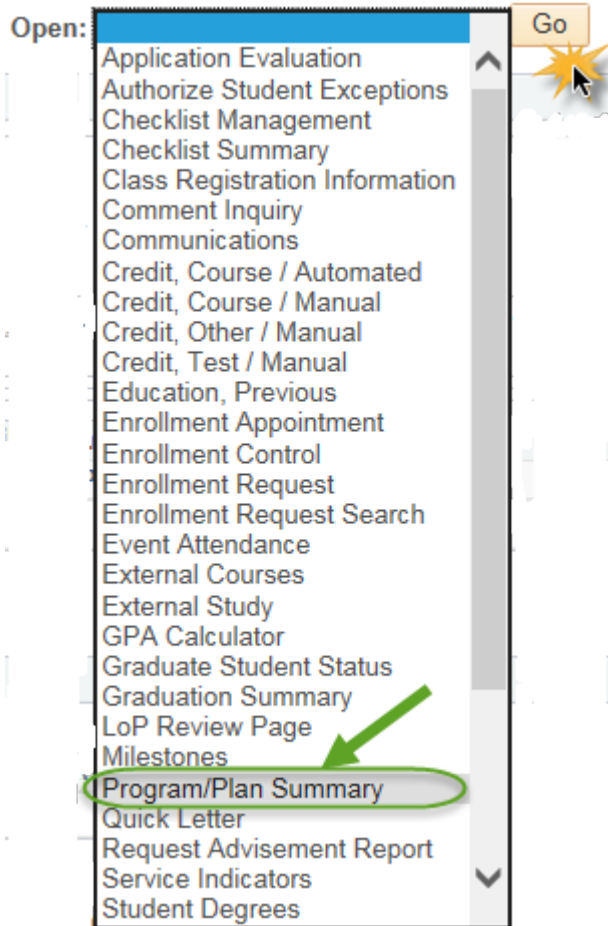 Open:
Go
Application Evaluation
Authorize Student Exceptions
Checklist Management
Checklist Summary
Class Registration Information
Comment Inquiry
Communications
Credit, Course / Automated
Credit, Course / Manual
Credit, Other / Manual
Credit, Test / Manual
Education, Previous
Enrollment Appointment
Enrollment Control
Enrollment Request
Enrollment Request Search
Event Attendance
External Courses
External Study
GPA Calculator
Graduate Student Status
Graduation Summary
LoP Review Page
Milestones
Program/Plan Summary
Quick Letter
Request Advisement Report
Service Indicators
Student Degrees